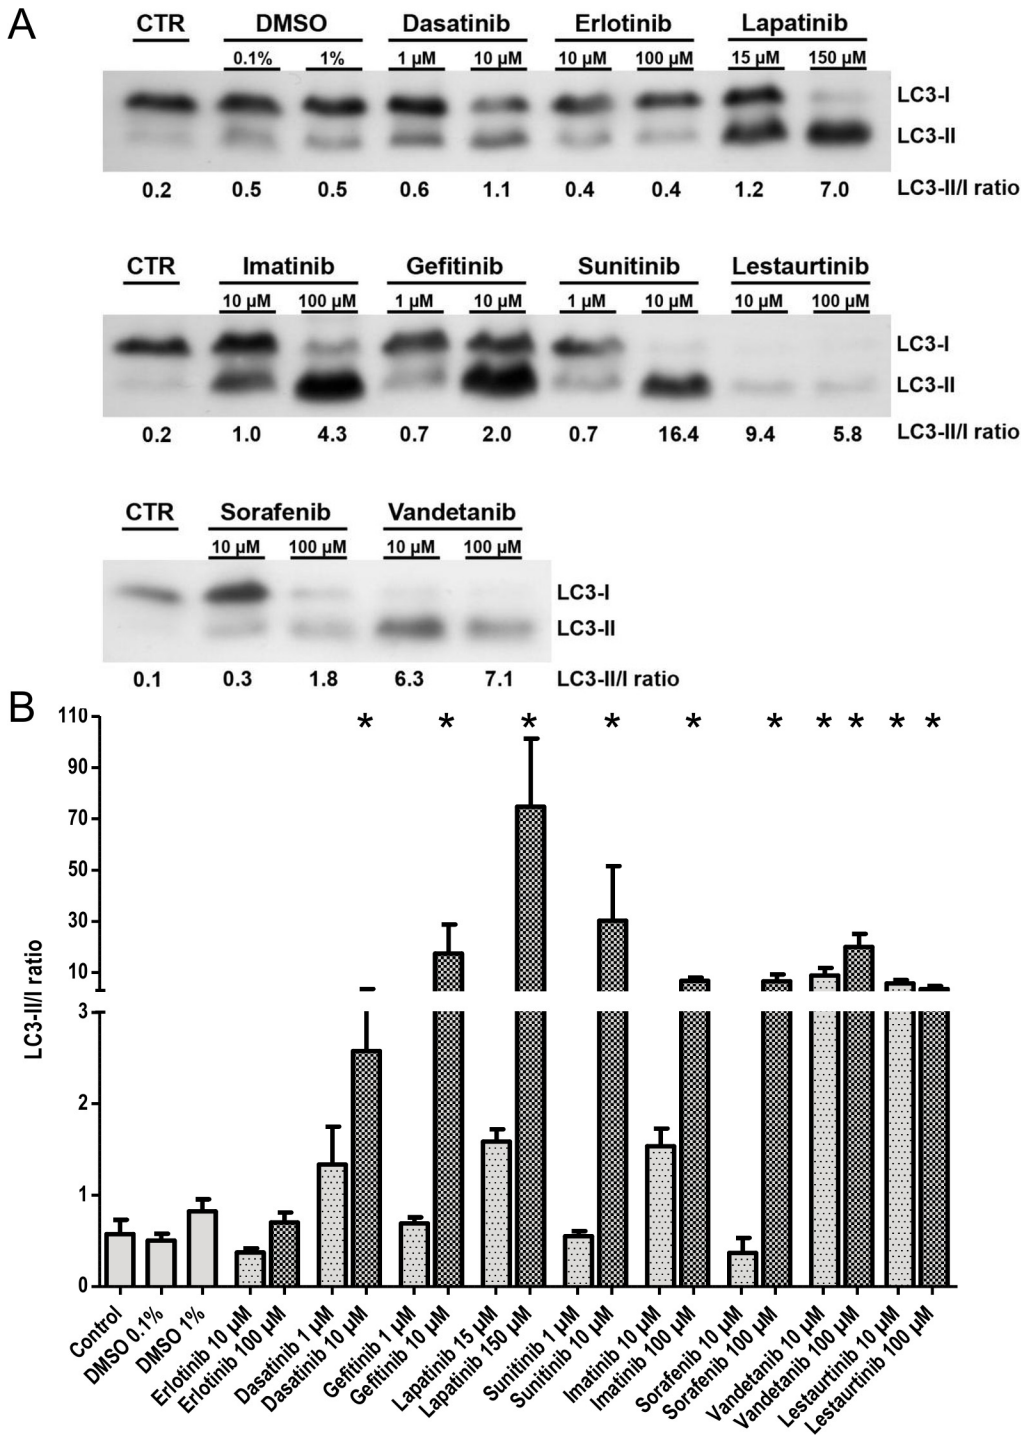 A
CTR DMSO Dasatinib Erlotinib Lapatinib
0.1% 1% 1 µM 10 µM 10 µM 100 µM 15 µM 150 µM
LC3-I
LC3-II
0.2 0.5 0.5 0.6 1.1 0.4 0.4 1.2 7.0 LC3-II/I ratio
CTR Imatinib Gefitinib Sunitinib Lestaurtinib
10 µM 100 µM 1 µM 10 µM 1 µM 10 µM 10 µM 100 µM
LC3-I
LC3-II
0.2 1.0 4.3 0.7 2.0 0.7 16.4 9.4 5.8 LC3-II/I ratio
CTR Sorafenib Vandetanib
10 µM 100 µM 10 µM 100 µM
LC3-I
LC3-II
0.1 0.3 1.8 6.3 7.1 LC3-II/I ratio
B
110 * * * * * * * * * *
90
70
50
30
10
3
2
1
0
LC3-II/I ratio
Control
DMSO 0.1%
DMSO 1%
Erlotinib 10 µM
Erlotinib 100 µM
Dasatinib 1 µM
Dasatinib 10 µM
Gefitinib 1 µM
Gefitinib 10 µM
Lapatinib 15 µM
Lapatinib 150 µM
Sunitinib 1 µM
Sunitinib 10 µM
Imatinib 10 µM
Imatinib 100 µM
Sorafenib 10 µM
Sorafenib 100 µM
Vandetanib 10 µM
Vandetanib 100 µM
Lestaurtinib 10 µM
Lestaurtinib 100 µM